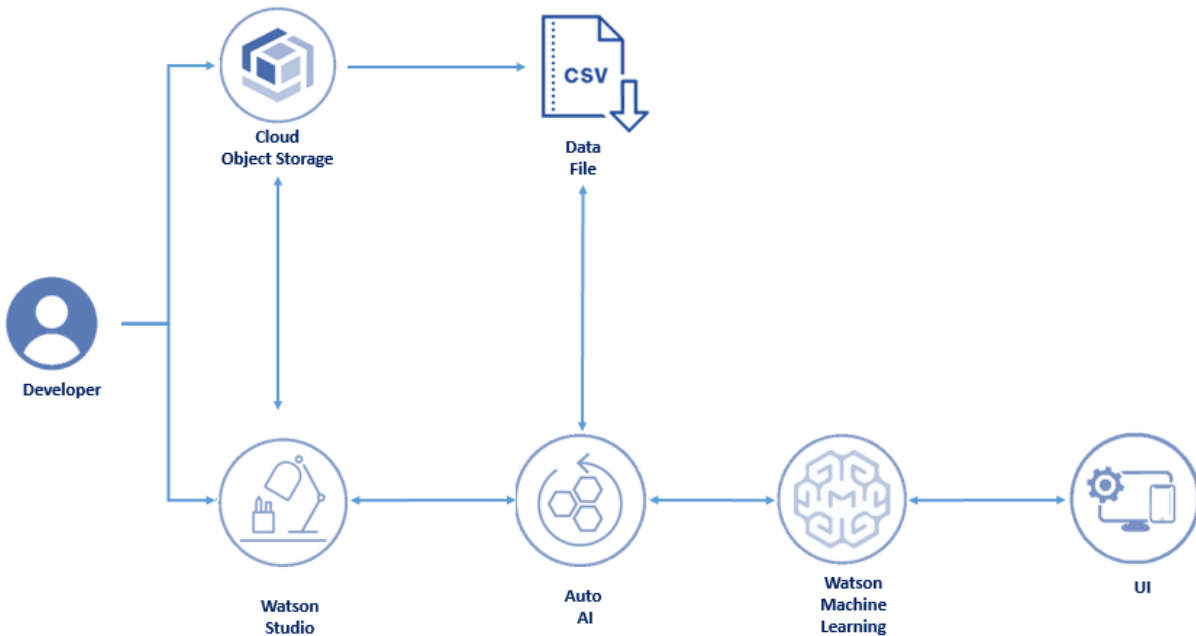 CSV
Cloud
Object Storage
Data
File
Developer
Watson
Studio
Auto
AI
Watson
Machine
Learning
UI